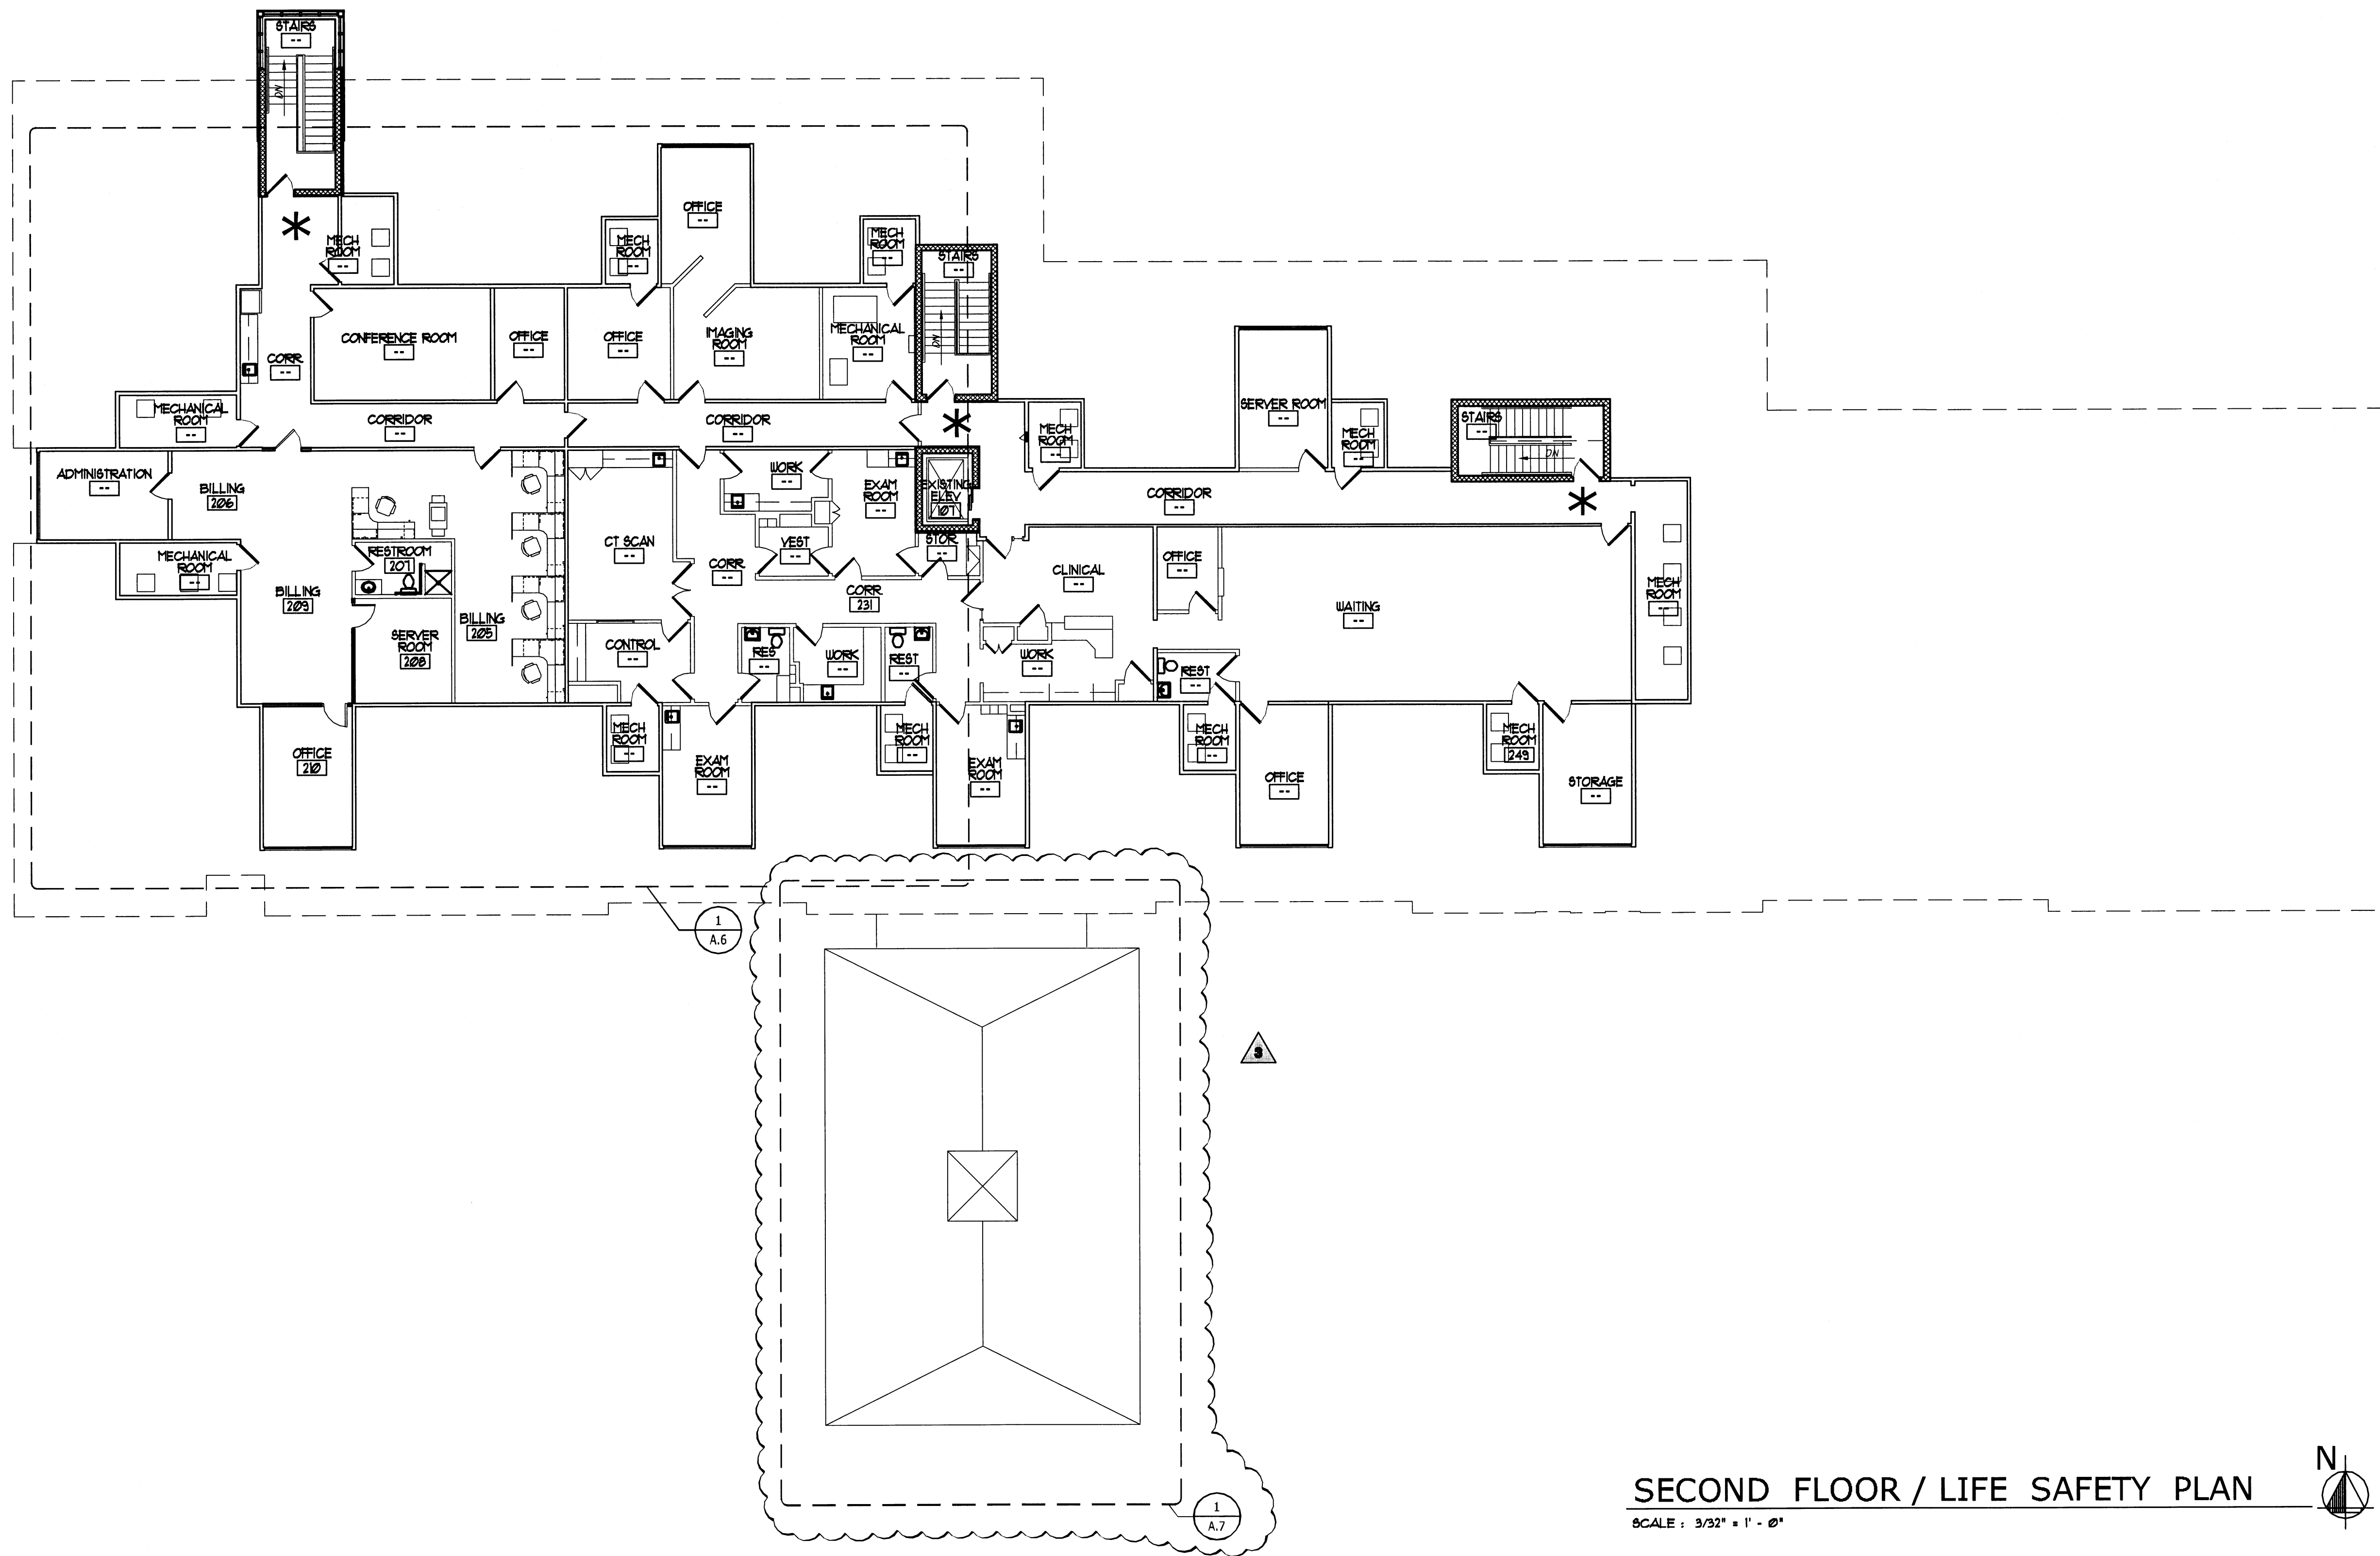 STAIRS
--
DN
OFFICE
--
MECH
ROOM
--
MECH
ROOM
--
MECH
ROOM
--
STAIRS
--
DN
CONFERENCE ROOM
--
OFFICE
--
OFFICE
--
IMAGING
ROOM
--
MECHANICAL
ROOM
--
CORR
--
MECHANICAL
ROOM
--
CORRIDOR
--
CORRIDOR
--
MECH
ROOM
--
SERVER ROOM
--
MECH
ROOM
--
STAIRS
--
DN
ADMINISTRATION
--
BILLING
206
WORK
--
EXAM
ROOM
--
EXISTING
ELEV
107
CORRIDOR
--
MECHANICAL
ROOM
--
RESTROOM
207
CT SCAN
--
VEST
--
STOR
--
CORR
--
CLINICAL
--
OFFICE
--
BILLING
209
CORR
231
WAITING
--
MECH
ROOM
--
BILLING
205
SERVER
ROOM
208
CONTROL
--
RES
--
WORK
--
REST
--
WORK
--
REST
--
OFFICE
210
MECH
ROOM
--
EXAM
ROOM
--
MECH
ROOM
--
EXAM
ROOM
--
MECH
ROOM
--
OFFICE
--
MECH
ROOM
249
STORAGE
--
1
A.6
3
1
A.7
N
SECOND FLOOR / LIFE SAFETY PLAN
SCALE : 3/32" = 1' - 0"